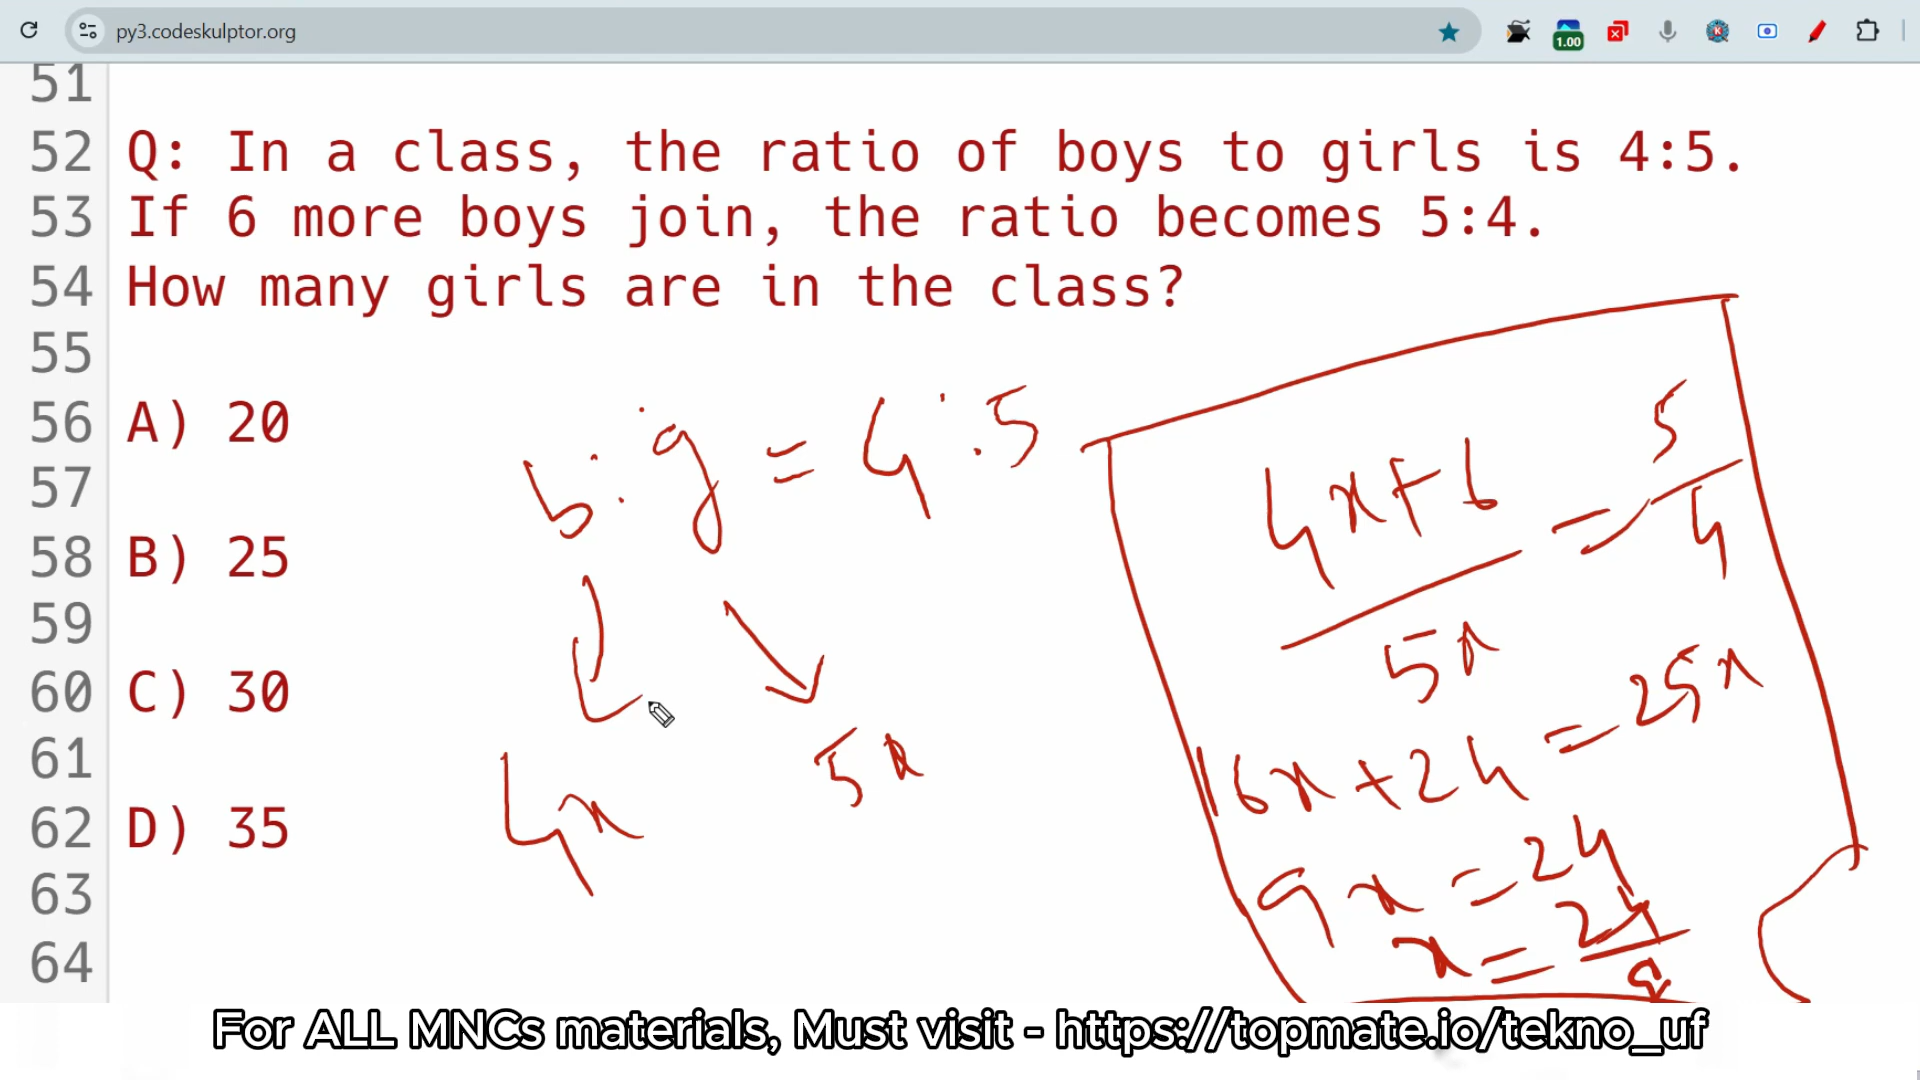 py3.codeskulptor.org
1.00
51
52 Q: In a class, the ratio of boys to girls is 4:5.
53 If 6 more boys join, the ratio becomes 5:4.
54 How many girls are in the class?
55
56 A) 20
57
58 B) 25
59
60 C) 30
61
62 D) 35
63
64
b : g = 4 : 5
4x
5x
4x+6 = 5
5x 4
16x+24 = 25x
9x = 24
x = 24
9
For ALL MNCs materials, Must visit - https://topmate.io/tekno_uf